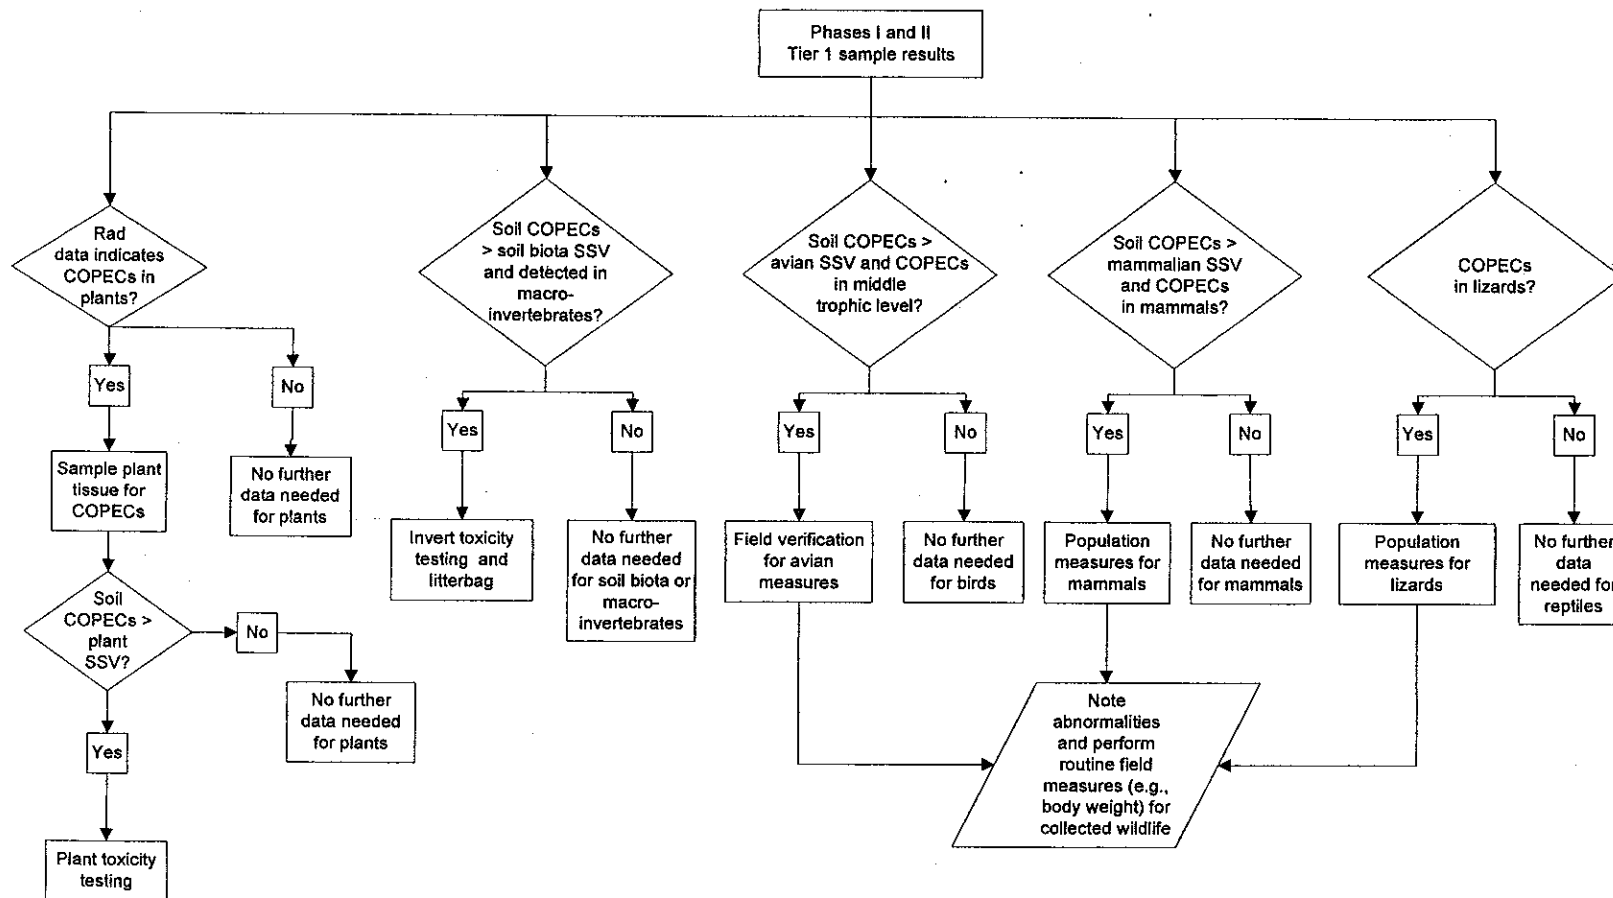 Phases I and II
Tier 1 sample results
Rad
data indicates
COPECs in
plants?
Soil COPECs
> soil biota SSV
and detected in
macro-
invertebrates?
Soil COPECs >
avian SSV and COPECs
in middle
trophic level?
Soil COPECs >
mammalian SSV
and COPECs
in mammals?
COPECs
in lizards?
Yes
No
Yes
No
Yes
No
Yes
No
Yes
No
Sample plant
tissue for
COPECs
No further
data needed
for plants
Invert toxicity
testing and
litterbag
No further
data needed
for soil biota or
macro-
invertebrates
Field verification
for avian
measures
No further
data needed
for birds
Population
measures for
mammals
No further
data needed
for mammals
Population
measures for
lizards
No further
data
needed for
reptiles
Soil
COPECs >
plant
SSV?
No
No further
data needed
for plants
Yes
Plant toxicity
testing
Note
abnormalities
and perform
routine field
measures (e.g.,
body weight) for
collected wildlife